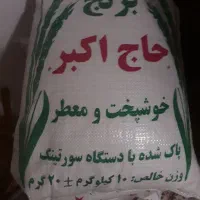 برنج
حاج اکبر
خوشپخت و معطر
پاک شده با دستگاه سورتینگ
وزن خالص: ۱۰ کیلوگرم ± ۲۰ گرم